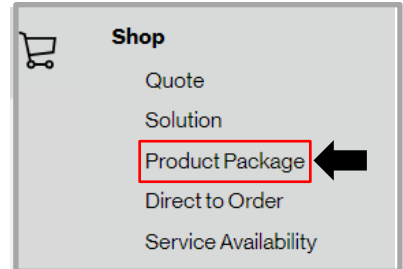 Shop
Quote
Solution
Product Package
Direct to Order
Service Availability